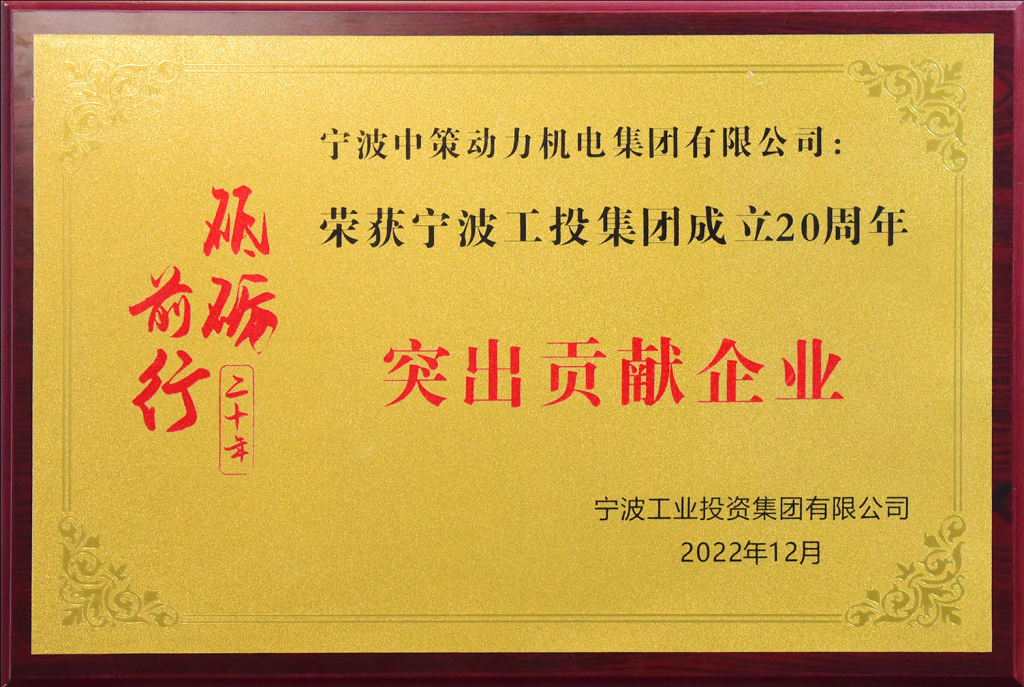 宁波中策动力机电集团有限公司：
荣获宁波工投集团成立20周年
砥砺
前行
二十年
突出贡献企业
宁波工业投资集团有限公司
2022年12月